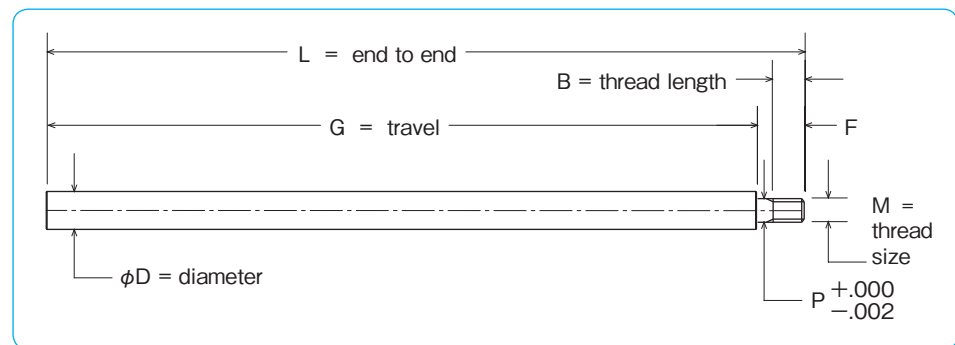 L = end to end
B = thread length
G = travel
F
M =
thread
size
φD = diameter
P +.000
−.002